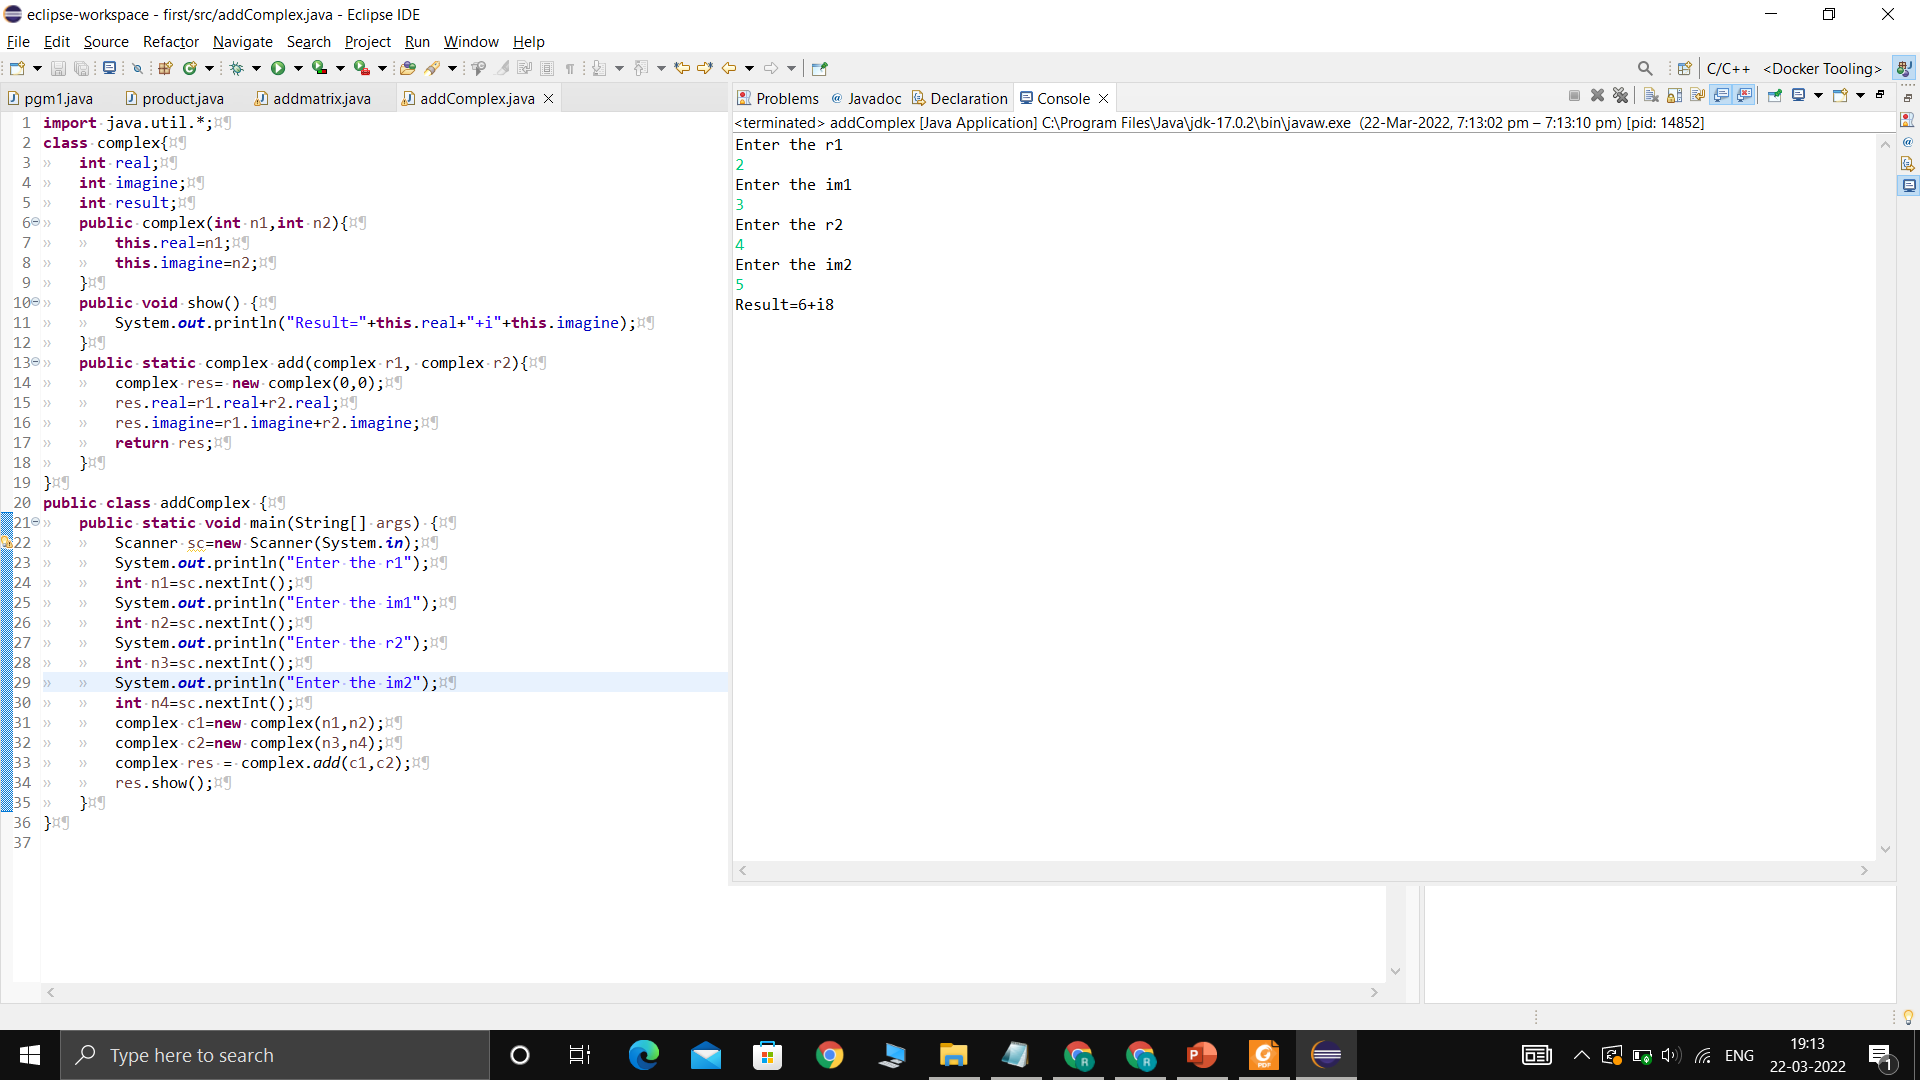 eclipse-workspace - first/src/addComplex.java - Eclipse IDE
File Edit Source Refactor Navigate Search Project Run Window Help
C/C++ <Docker Tooling>
pgm1.java product.java addmatrix.java addComplex.java
Problems Javadoc Declaration Console
<terminated> addComplex [Java Application] C:\Program Files\Java\jdk-17.0.2\bin\javaw.exe (22-Mar-2022, 7:13:02 pm – 7:13:10 pm) [pid: 14852]
1 import java.util.*;¤¶
2 class complex{¤¶
3 » int real;¤¶
4 » int imagine;¤¶
5 » int result;¤¶
6 » public complex(int n1,int n2){¤¶
7 » » this.real=n1;¤¶
8 » » this.imagine=n2;¤¶
9 » }¤¶
10 » public void show() {¤¶
11 » » System.out.println("Result="+this.real+"+i"+this.imagine);¤¶
12 » }¤¶
13 » public static complex add(complex r1, complex r2){¤¶
14 » » complex res= new complex(0,0);¤¶
15 » » res.real=r1.real+r2.real;¤¶
16 » » res.imagine=r1.imagine+r2.imagine;¤¶
17 » » return res;¤¶
18 » }¤¶
19 }¤¶
20 public class addComplex {¤¶
21 » public static void main(String[] args) {¤¶
22 » » Scanner sc=new Scanner(System.in);¤¶
23 » » System.out.println("Enter the r1");¤¶
24 » » int n1=sc.nextInt();¤¶
25 » » System.out.println("Enter the im1");¤¶
26 » » int n2=sc.nextInt();¤¶
27 » » System.out.println("Enter the r2");¤¶
28 » » int n3=sc.nextInt();¤¶
29 » » System.out.println("Enter the im2");¤¶
30 » » int n4=sc.nextInt();¤¶
31 » » complex c1=new complex(n1,n2);¤¶
32 » » complex c2=new complex(n3,n4);¤¶
33 » » complex res = complex.add(c1,c2);¤¶
34 » » res.show();¤¶
35 » }¤¶
36 }¤¶
37
Enter the r1
2
Enter the im1
3
Enter the r2
4
Enter the im2
5
Result=6+i8
Type here to search
ENG
19:13
22-03-2022
1